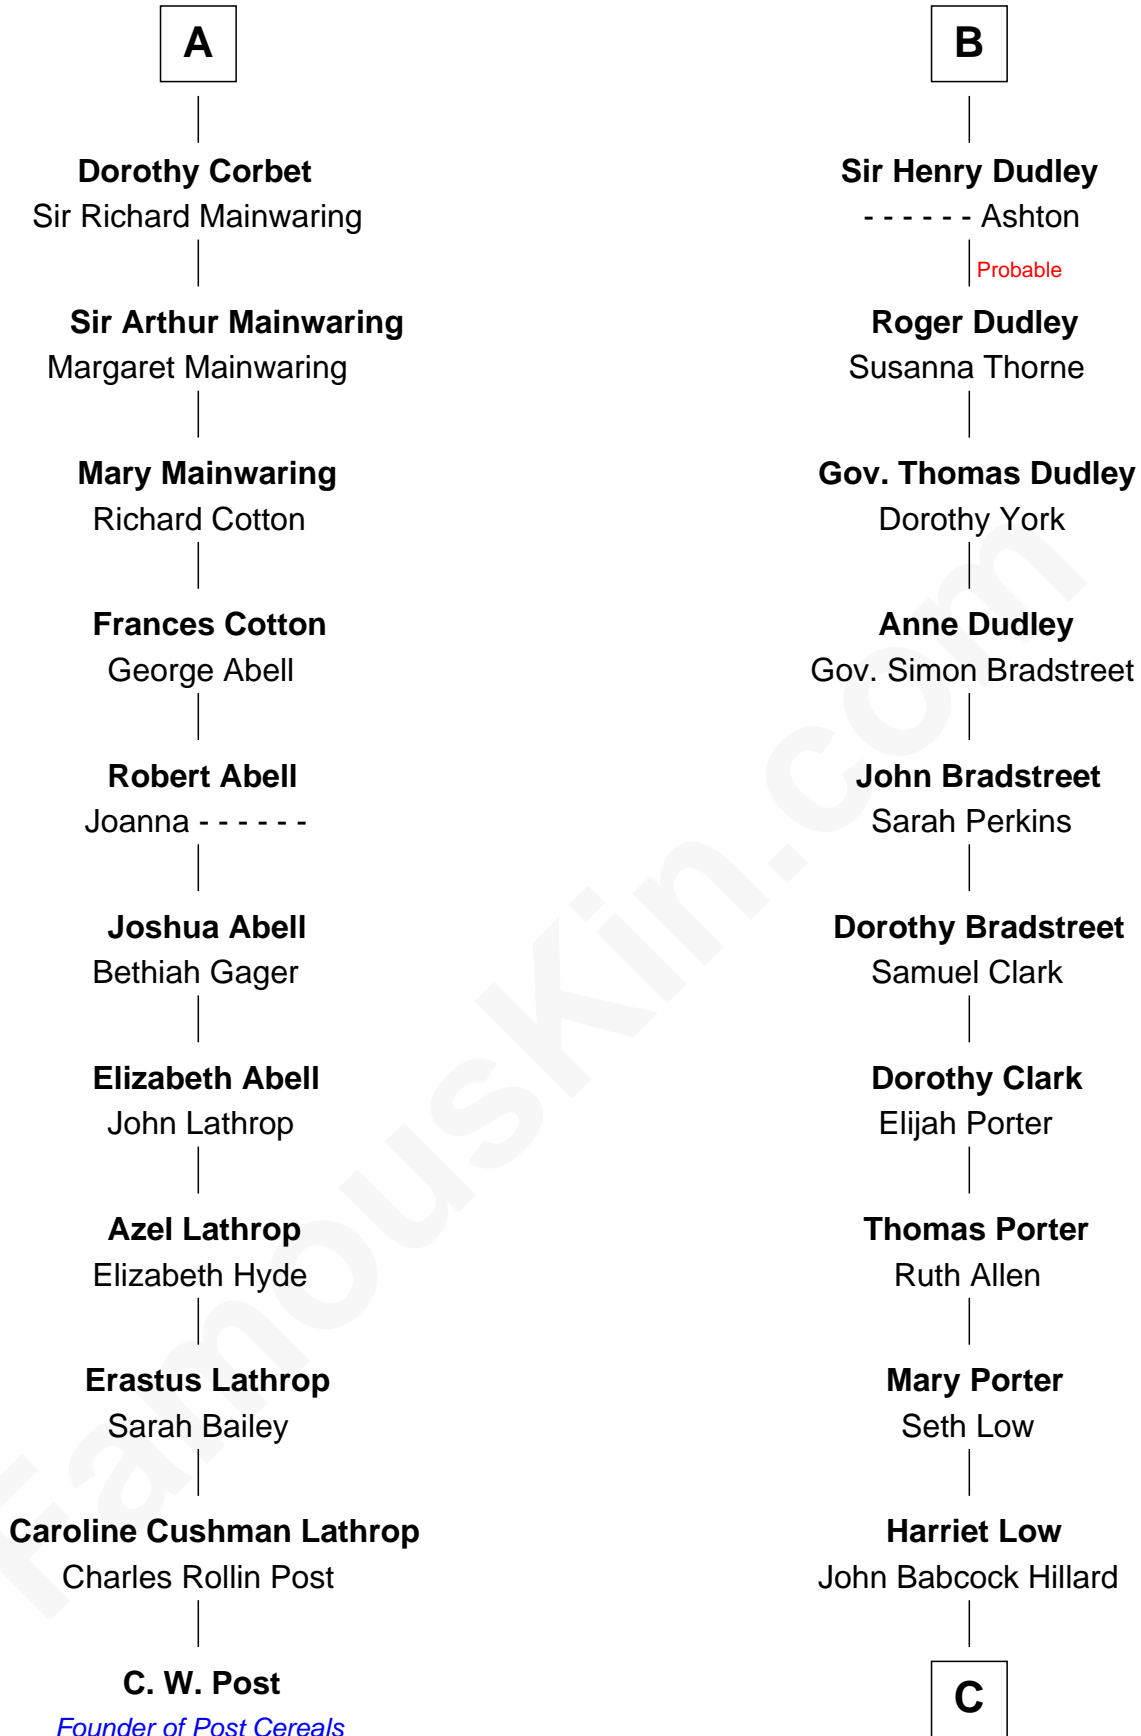 A
Dorothy Corbet
Sir Richard Mainwaring
Sir Arthur Mainwaring
Margaret Mainwaring
Mary Mainwaring
Richard Cotton
Frances Cotton
George Abell
Robert Abell
Joanna - - - - - -
Joshua Abell
Bethiah Gager
Elizabeth Abell
John Lathrop
Azel Lathrop
Elizabeth Hyde
Erastus Lathrop
Sarah Bailey
Caroline Cushman Lathrop
Charles Rollin Post
C. W. Post
Founder of Post Cereals
B
Sir Henry Dudley
- - - - - - Ashton
Probable
Roger Dudley
Susanna Thorne
Gov. Thomas Dudley
Dorothy York
Anne Dudley
Gov. Simon Bradstreet
John Bradstreet
Sarah Perkins
Dorothy Bradstreet
Samuel Clark
Dorothy Clark
Elijah Porter
Thomas Porter
Ruth Allen
Mary Porter
Seth Low
Harriet Low
John Babcock Hillard
C
FamousKin.com